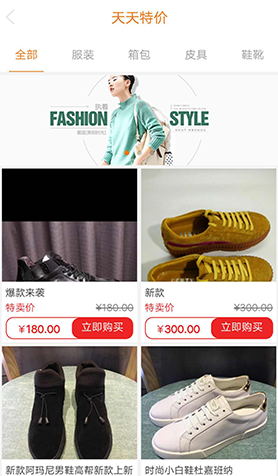 天天特价
全部 服装 箱包 皮具 鞋靴
执着
FASHION STYLE
爆款来袭
特卖价 ¥180.00
¥180.00 立即购买
新款
特卖价 ¥300.00
¥300.00 立即购买
新款阿玛尼男鞋高帮新款上新
时尚小白鞋杜嘉班纳